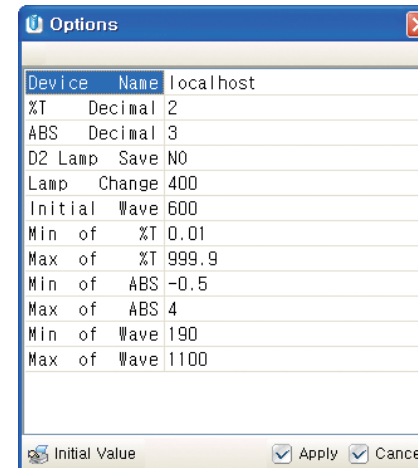 Options
Device Name localhost
%T Decimal 2
ABS Decimal 3
D2 Lamp Save NO
Lamp Change 400
Initial Wave 600
Min of %T 0.01
Max of %T 999.9
Min of ABS -0.5
Max of ABS 4
Min of Wave 190
Max of Wave 1100
Initial Value Apply Cance